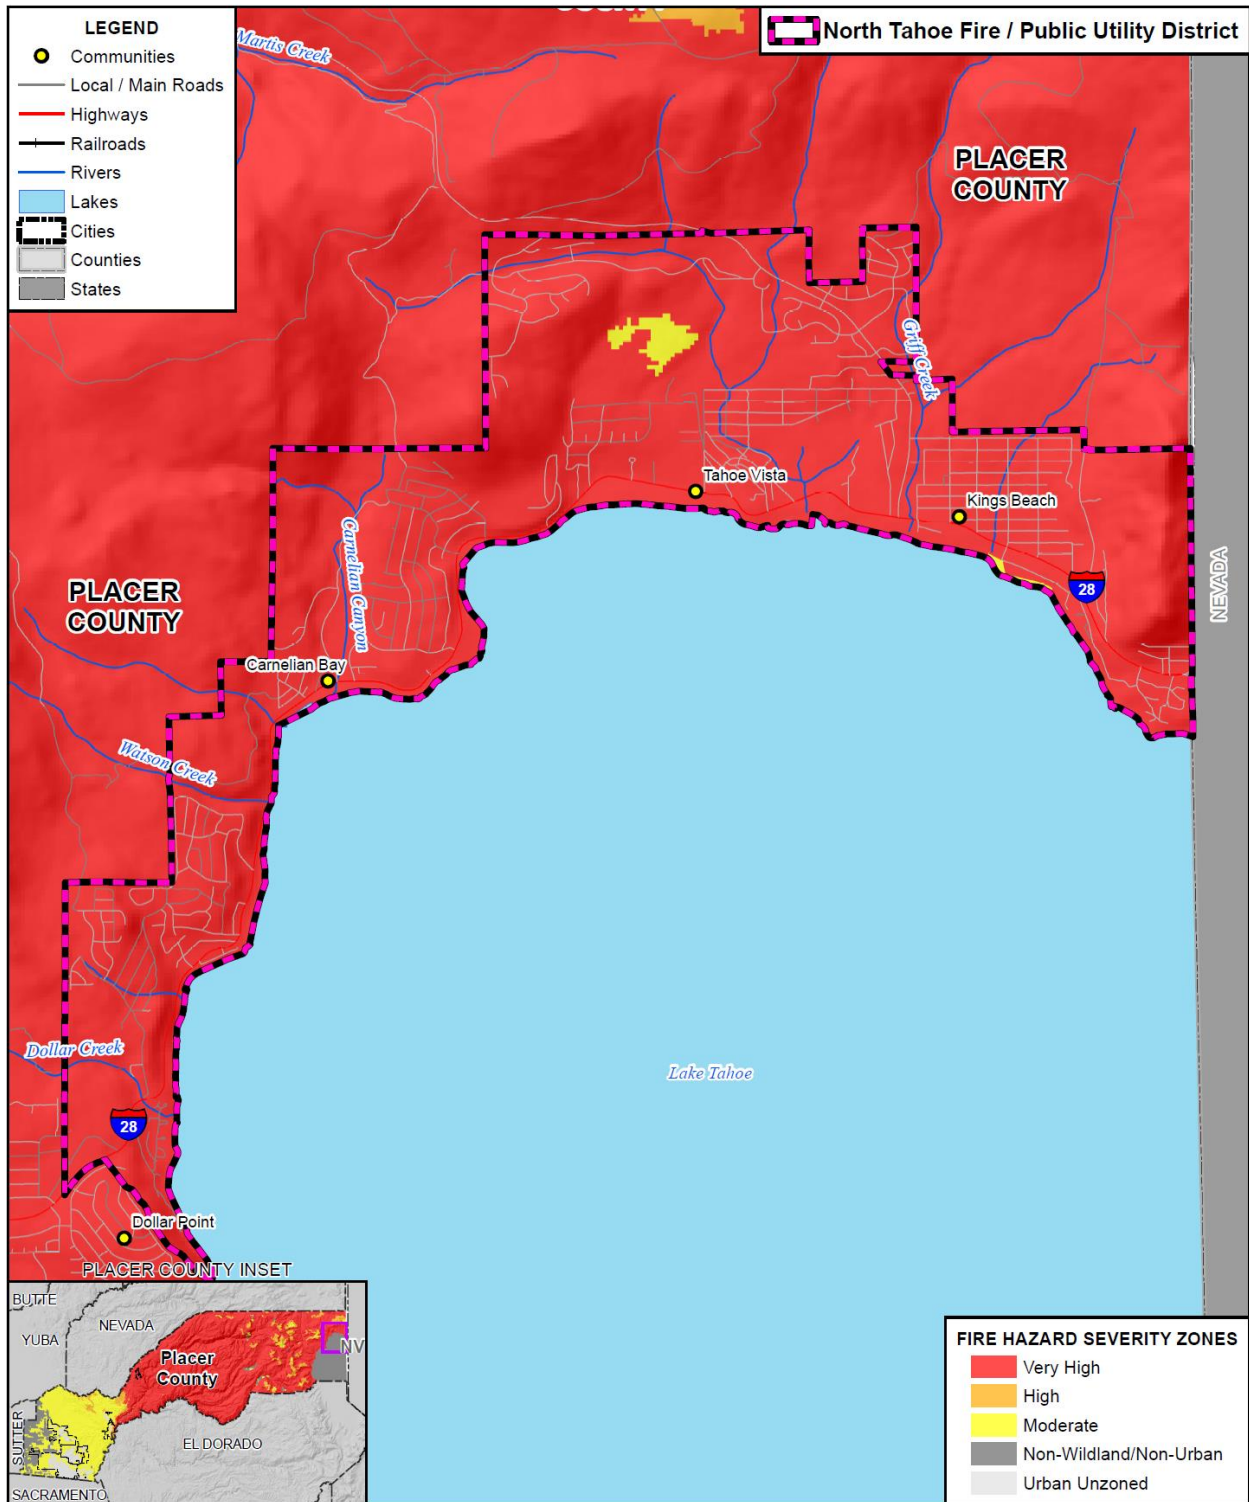 LEGEND
Communities
Local / Main Roads
Highways
Railroads
Rivers
Lakes
Cities
Counties
States
COUNTY
North Tahoe Fire / Public Utility District
Martis Creek
PLACER
COUNTY
Griff Creek
Tahoe Vista
Kings Beach
28
NEVADA
Carnelian Canyon
PLACER
COUNTY
Carnelian Bay
Watson Creek
Dollar Creek
28
Lake Tahoe
Dollar Point
PLACER COUNTY INSET
BUTTE
YUBA
NEVADA
NV
Placer
County
SUTTER
EL DORADO
SACRAMENTO
FIRE HAZARD SEVERITY ZONES
Very High
High
Moderate
Non-Wildland/Non-Urban
Urban Unzoned